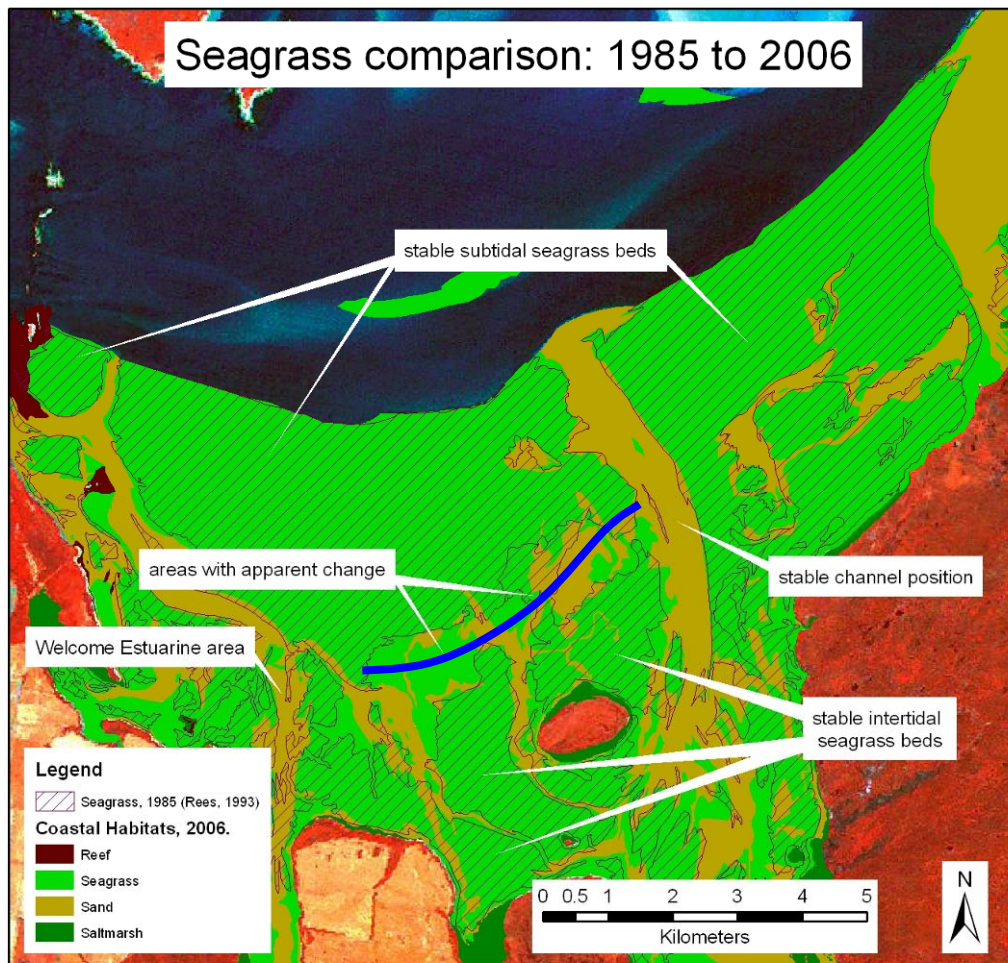 Seagrass comparison: 1985 to 2006
stable subtidal seagrass beds
areas with apparent change
stable channel position
Welcome Estuarine area
stable intertidal
seagrass beds
Legend
Seagrass, 1985 (Rees, 1993)
Coastal Habitats, 2006.
Reef
Seagrass
Sand
Saltmarsh
0 0.5 1 2 3 4 5
Kilometers
N